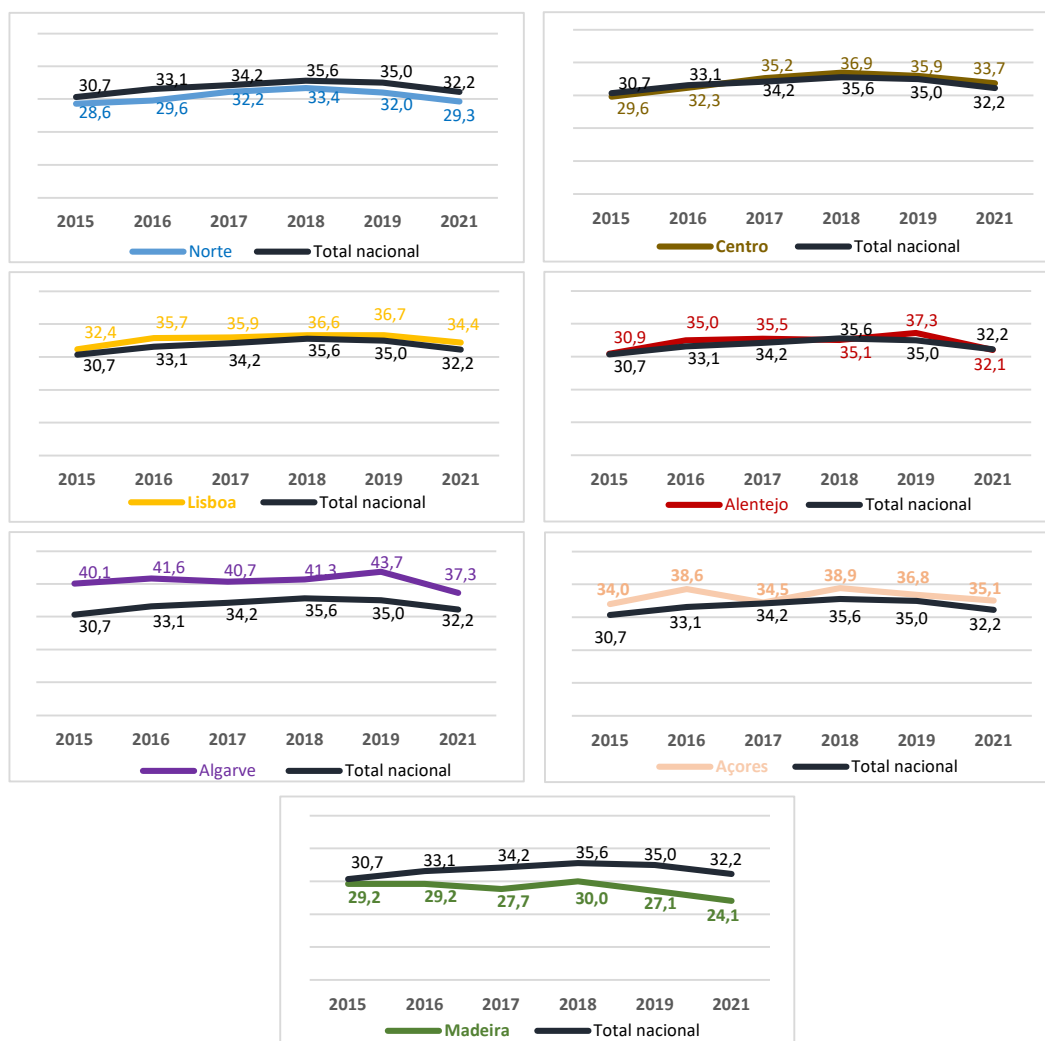 30,7 33,1 34,2 35,6 35,0 32,2
28,6 29,6 32,2 33,4 32,0 29,3
2015 2016 2017 2018 2019 2021
Norte Total nacional
30,7 33,1 35,2 36,9 35,9 33,7
29,6 32,3 34,2 35,6 35,0 32,2
2015 2016 2017 2018 2019 2021
Centro Total nacional
32,4 35,7 35,9 36,6 36,7 34,4
30,7 33,1 34,2 35,6 35,0 32,2
2015 2016 2017 2018 2019 2021
Lisboa Total nacional
30,9 35,0 35,5 35,6 37,3 32,2
30,7 33,1 34,2 35,1 35,0 32,1
2015 2016 2017 2018 2019 2021
Alentejo Total nacional
40,1 41,6 40,7 41,3 43,7 37,3
30,7 33,1 34,2 35,6 35,0 32,2
2015 2016 2017 2018 2019 2021
Algarve Total nacional
34,0 38,6 34,5 38,9 36,8 35,1
30,7 33,1 34,2 35,6 35,0 32,2
2015 2016 2017 2018 2019 2021
Açores Total nacional
30,7 33,1 34,2 35,6 35,0 32,2
29,2 29,2 27,7 30,0 27,1 24,1
2015 2016 2017 2018 2019 2021
Madeira Total nacional